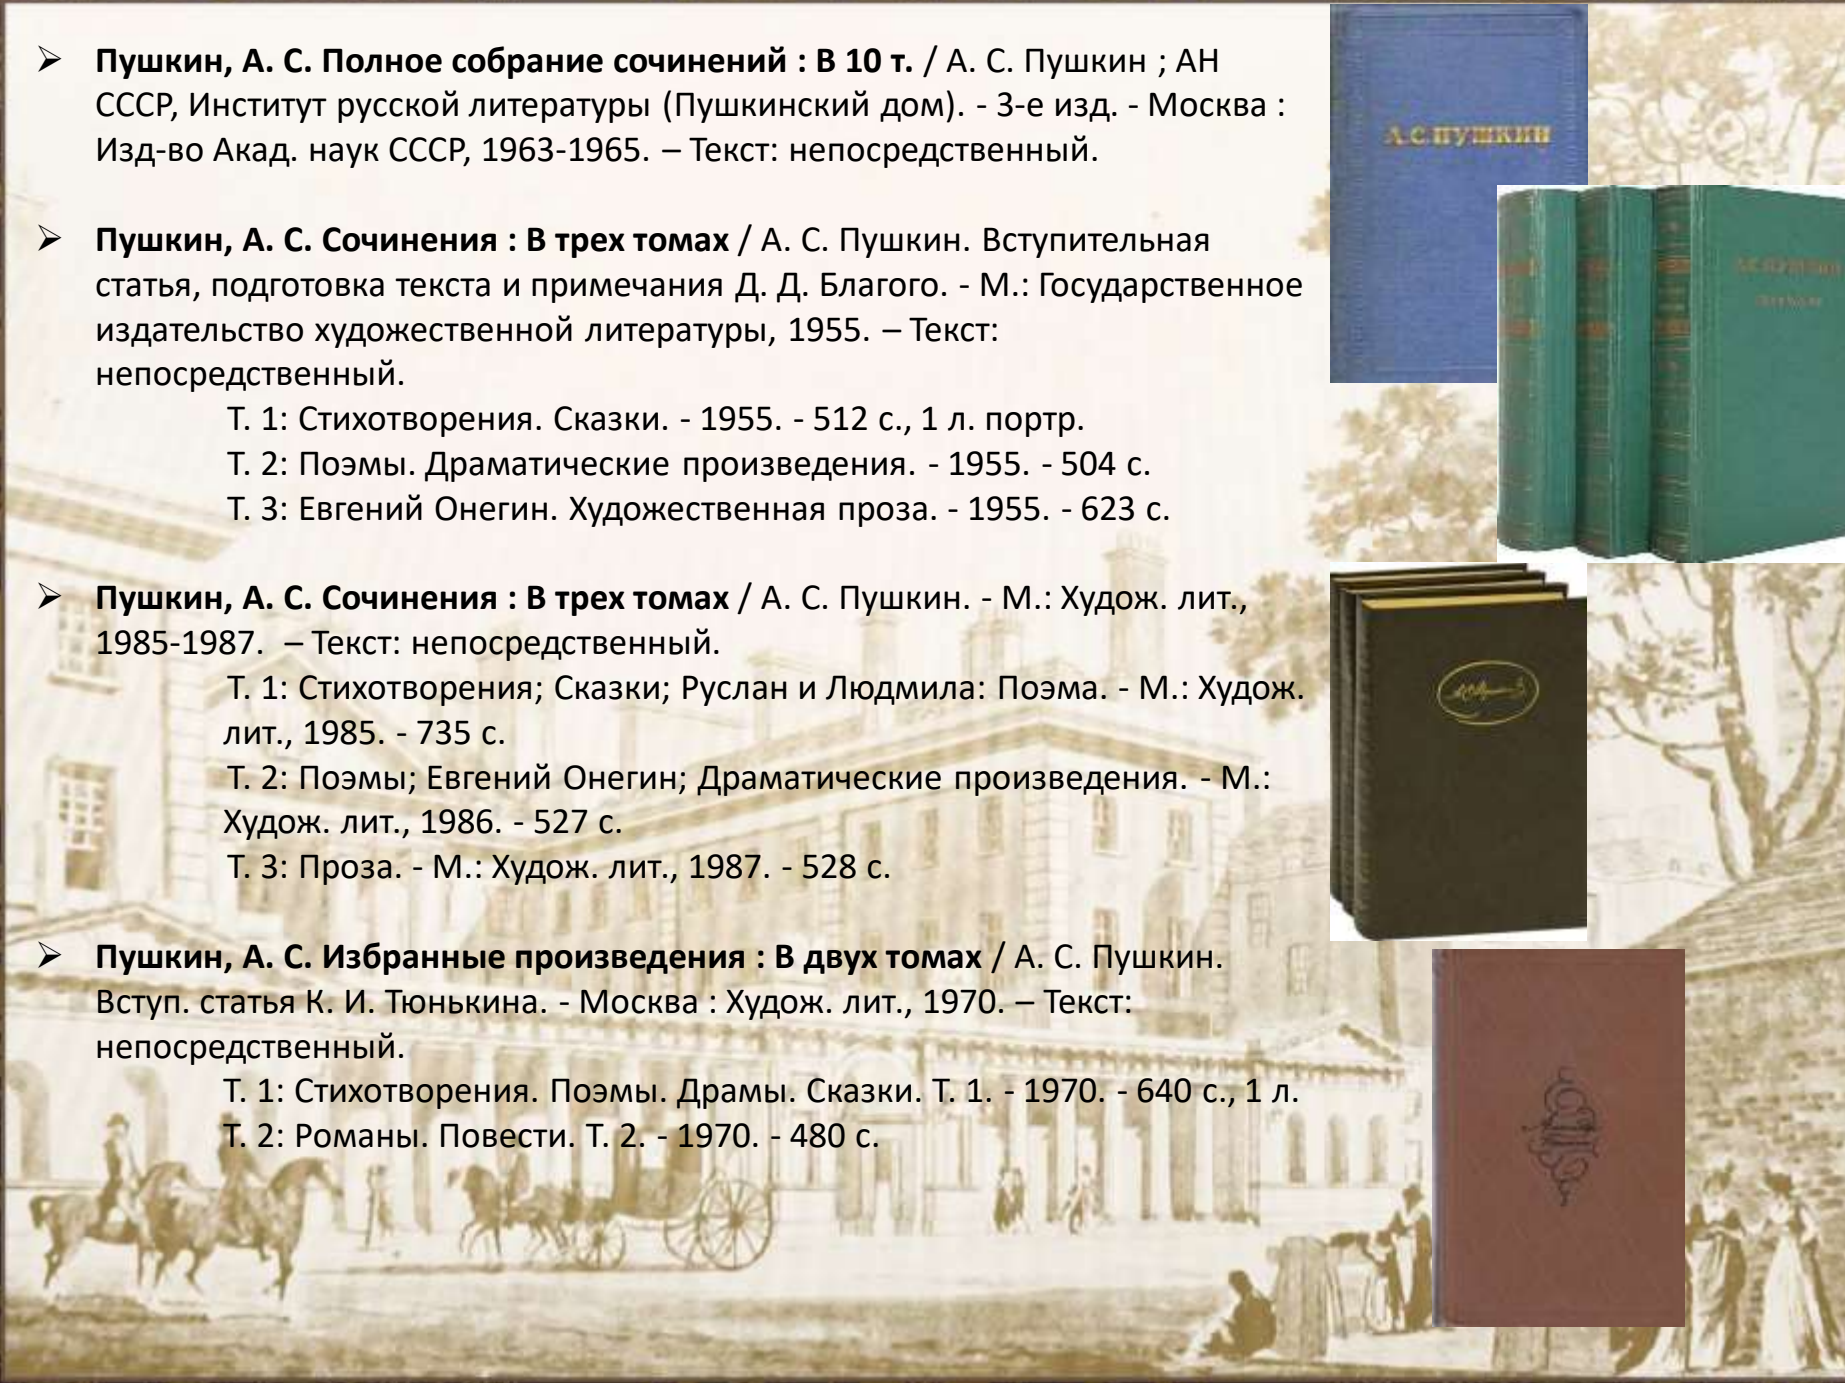 ➢ Пушкин, А. С. Полное собрание сочинений : В 10 т. / А. С. Пушкин ; АН
СССР, Институт русской литературы (Пушкинский дом). - 3-е изд. - Москва :
Изд-во Акад. наук СССР, 1963-1965. – Текст: непосредственный.
➢ Пушкин, А. С. Сочинения : В трех томах / А. С. Пушкин. Вступительная
статья, подготовка текста и примечания Д. Д. Благого. - М.: Государственное
издательство художественной литературы, 1955. – Текст:
непосредственный.
Т. 1: Стихотворения. Сказки. - 1955. - 512 с., 1 л. портр.
Т. 2: Поэмы. Драматические произведения. - 1955. - 504 с.
Т. 3: Евгений Онегин. Художественная проза. - 1955. - 623 с.
➢ Пушкин, А. С. Сочинения : В трех томах / А. С. Пушкин. - М.: Худож. лит.,
1985-1987. – Текст: непосредственный.
Т. 1: Стихотворения; Сказки; Руслан и Людмила: Поэма. - М.: Худож.
лит., 1985. - 735 с.
Т. 2: Поэмы; Евгений Онегин; Драматические произведения. - М.:
Худож. лит., 1986. - 527 с.
Т. 3: Проза. - М.: Худож. лит., 1987. - 528 с.
➢ Пушкин, А. С. Избранные произведения : В двух томах / А. С. Пушкин.
Вступ. статья К. И. Тюнькина. - Москва : Худож. лит., 1970. – Текст:
непосредственный.
Т. 1: Стихотворения. Поэмы. Драмы. Сказки. Т. 1. - 1970. - 640 с., 1 л.
Т. 2: Романы. Повести. Т. 2. - 1970. - 480 с.
А.С.ПУШКИН